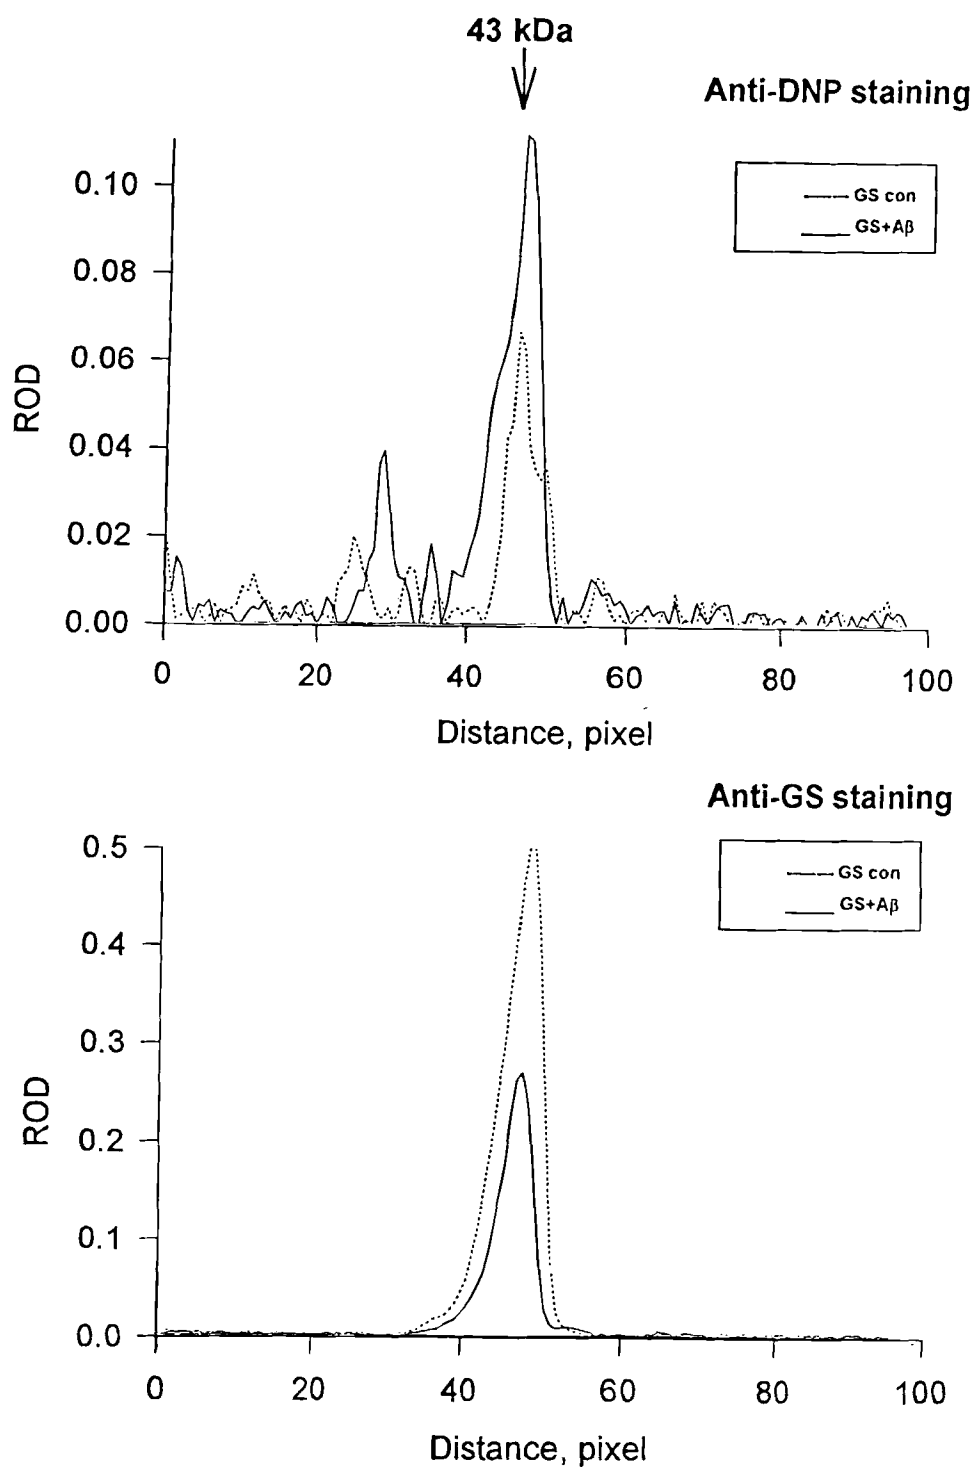 43 kDa
Anti-DNP staining
GS con
GS+Aβ
0.10
0.08
0.06
0.04
0.02
0.00
ROD
0 20 40 60 80 100
Distance, pixel
Anti-GS staining
GS con
GS+Aβ
0.5
0.4
0.3
0.2
0.1
0.0
ROD
0 20 40 60 80 100
Distance, pixel